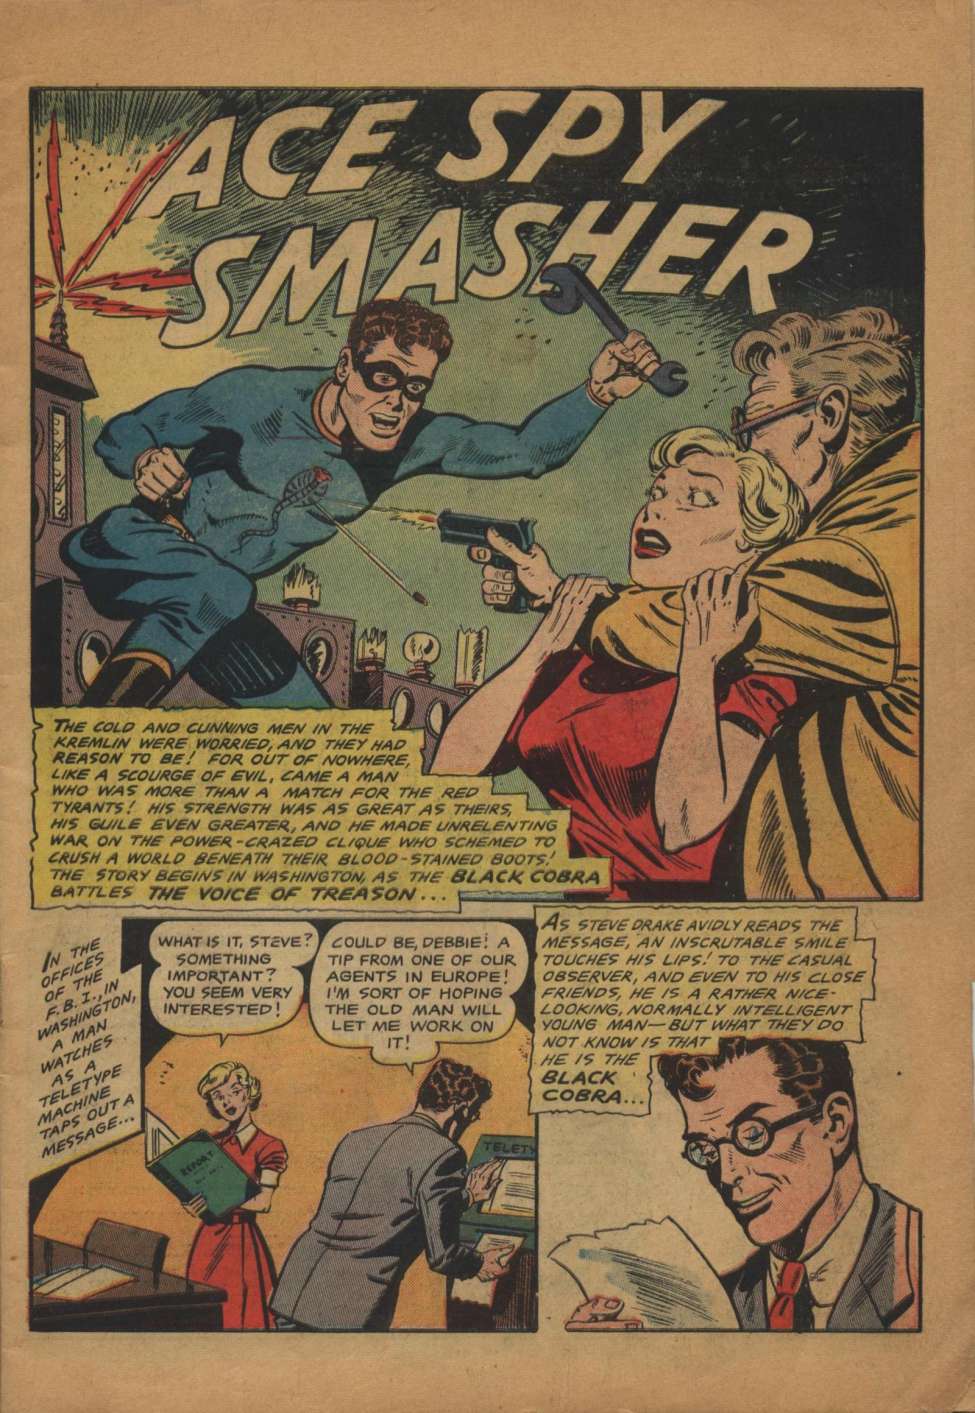 ACE SPY
SMASHER
THE COLD AND CUNNING MEN IN THE
KREMLIN WERE WORRIED, AND THEY HAD
REASON TO BE! FOR OUT OF NOWHERE,
LIKE A SCOURGE OF EVIL, CAME A MAN
WHO WAS MORE THAN A MATCH FOR THE RED
TYRANTS! HIS STRENGTH WAS AS GREAT AS THEIRS,
HIS GUILE EVEN GREATER, AND HE MADE UNRELENTING
WAR ON THE POWER-CRAZED CLIQUE WHO SCHEMED TO
CRUSH A WORLD BENEATH THEIR BLOOD-STAINED BOOTS!
THE STORY BEGINS IN WASHINGTON, AS THE BLACK COBRA
BATTLES THE VOICE OF TREASON...
IN THE
OFFICES
OF THE
F.B.I., IN
WASHINGTON,
A MAN
WATCHES
AS A
TELETYPE
MACHINE
TAPS OUT A
MESSAGE...
WHAT IS IT, STEVE?
SOMETHING
IMPORTANT?
YOU SEEM VERY
INTERESTED!
COULD BE, DEBBIE! A
TIP FROM ONE OF OUR
AGENTS IN EUROPE!
I'M SORT OF HOPING
THE OLD MAN WILL
LET ME WORK ON
IT!
REPORT
TELETY
AS STEVE DRAKE AVIDLY READS THE
MESSAGE, AN INSCRUTABLE SMILE
TOUCHES HIS LIPS! TO THE CASUAL
OBSERVER, AND EVEN TO HIS CLOSE
FRIENDS, HE IS A RATHER NICE-
LOOKING, NORMALLY INTELLIGENT
YOUNG MAN—BUT WHAT THEY DO
NOT KNOW IS THAT
HE IS THE
BLACK
COBRA...